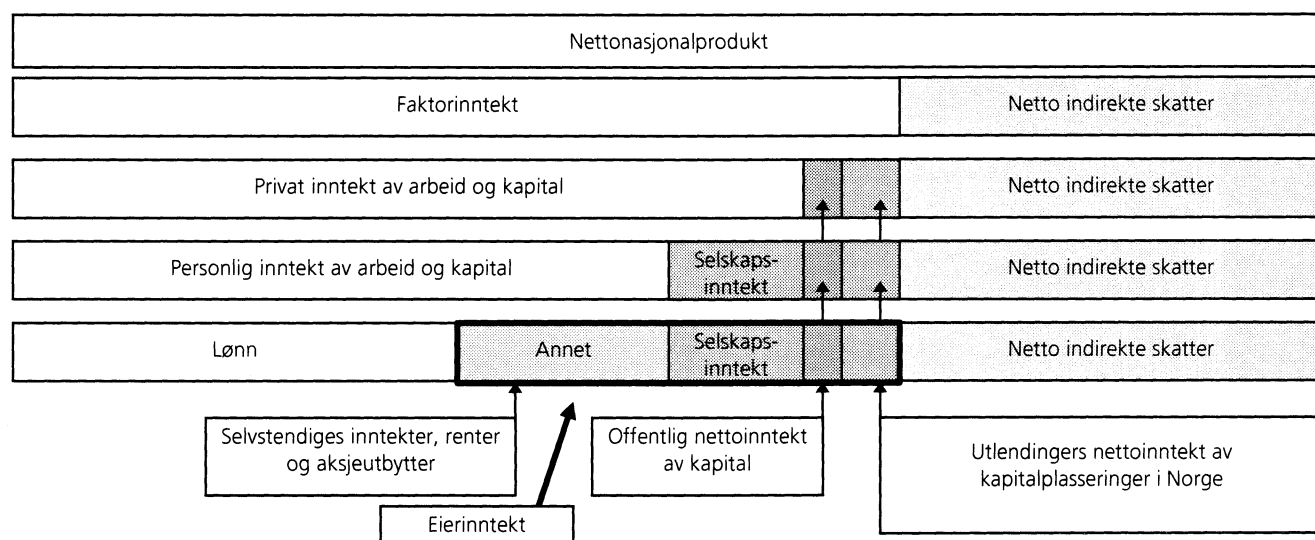 Nettonasjonalprodukt
Faktorinntekt
Netto indirekte skatter
Privat inntekt av arbeid og kapital
Netto indirekte skatter
Personlig inntekt av arbeid og kapital
Selskaps-
inntekt
Netto indirekte skatter
Lønn
Annet
Selskaps-
inntekt
Netto indirekte skatter
Selvstendiges inntekter, renter
og aksjeutbytter
Offentlig nettoinntekt
av kapital
Utlendingers nettoinntekt av
kapitalplasseringer i Norge
Eierinntekt